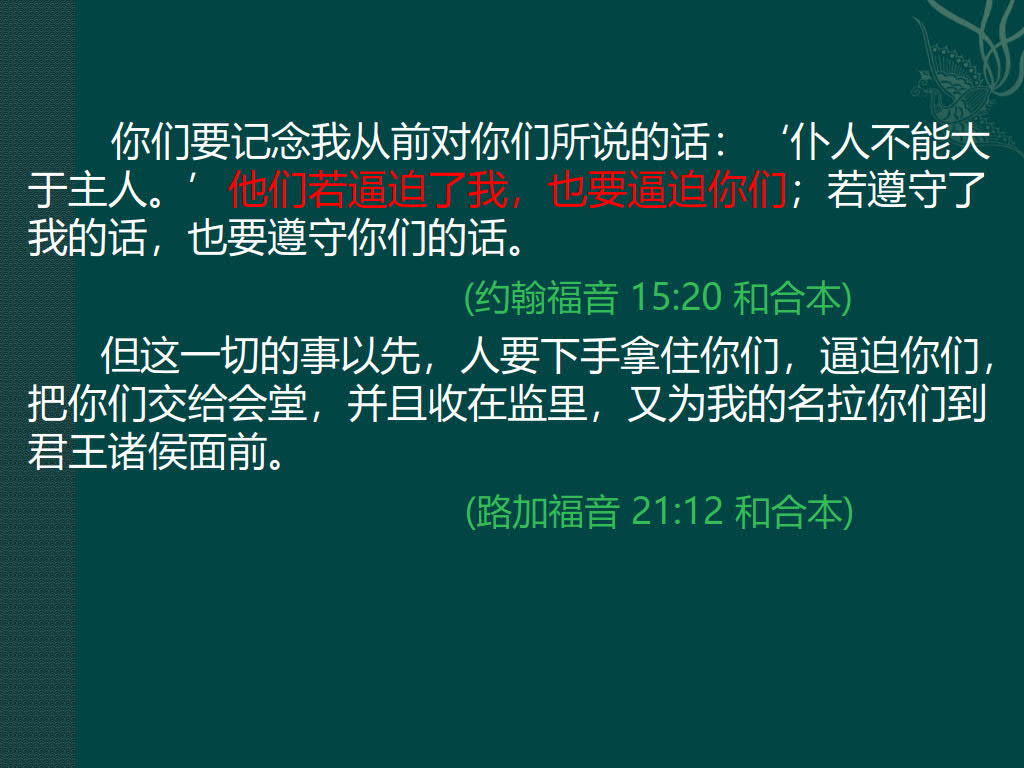 你们要记念我从前对你们所说的话：‘仆人不能大
于主人。’他们若逼迫了我，也要逼迫你们；若遵守了
我的话，也要遵守你们的话。
(约翰福音 15:20 和合本)
但这一切的事以先，人要下手拿住你们，逼迫你们，
把你们交给会堂，并且收在监里，又为我的名拉你们到
君王诸侯面前。
(路加福音 21:12 和合本)